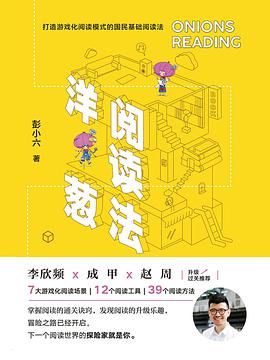 打造游戏化阅读模式的国民基础阅读法
ONIONS
READING
洋葱
阅读法
彭小六 著
BOOK
李欣频 x 成甲 x 赵周 升级/过关推荐
7大游戏化阅读场景 | 12个阅读工具 | 39个阅读方法
掌握阅读的通关诀窍,发现阅读的升级乐趣,
冒险之路已经开启,
下一个阅读世界的探险家就是你。